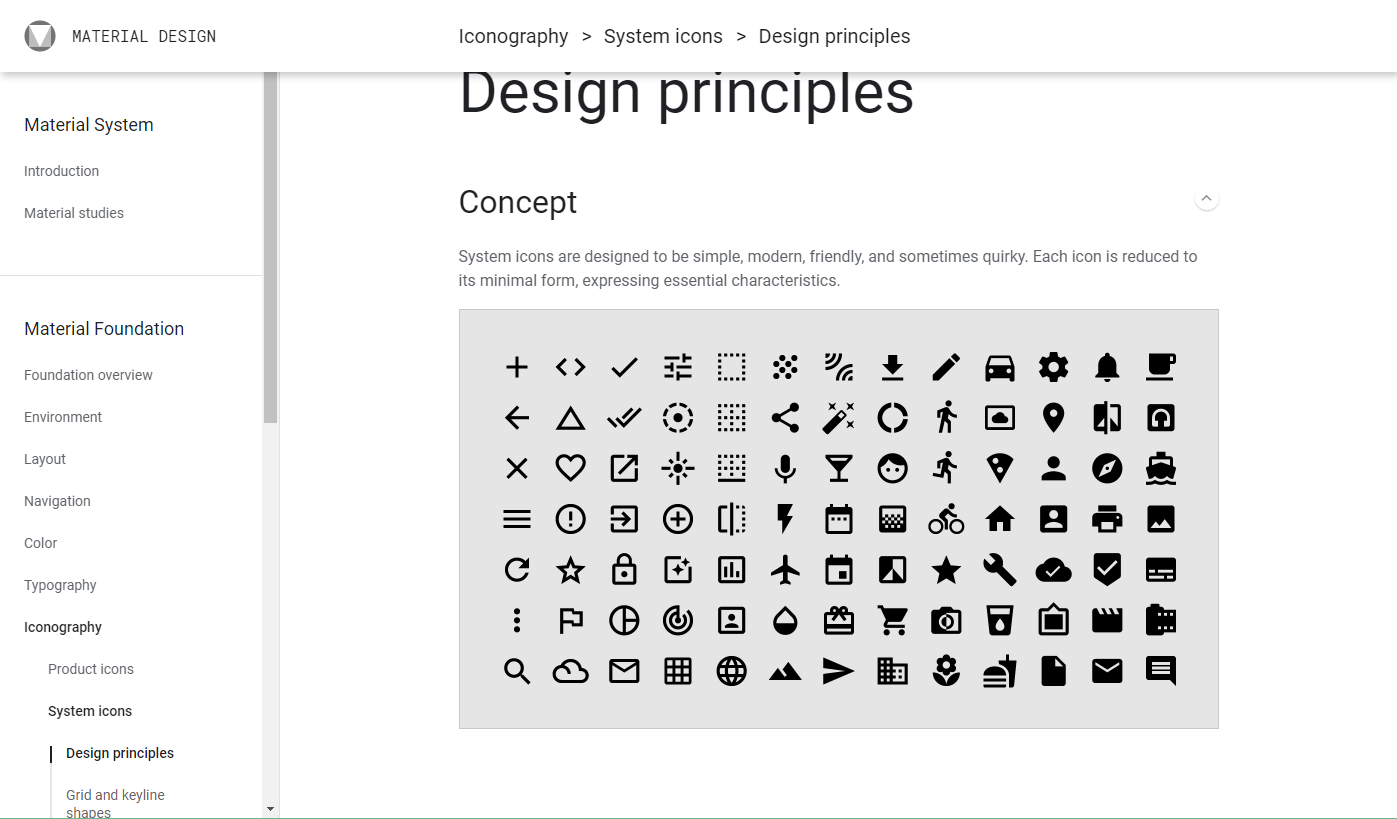 MATERIAL DESIGN
Iconography > System icons > Design principles
Material System
Introduction
Material studies
Material Foundation
Foundation overview
Environment
Layout
Navigation
Color
Typography
Iconography
Product icons
System icons
Design principles
Grid and keyline
shapes
Design principles
Concept
System icons are designed to be simple, modern, friendly, and sometimes quirky. Each icon is reduced to
its minimal form, expressing essential characteristics.